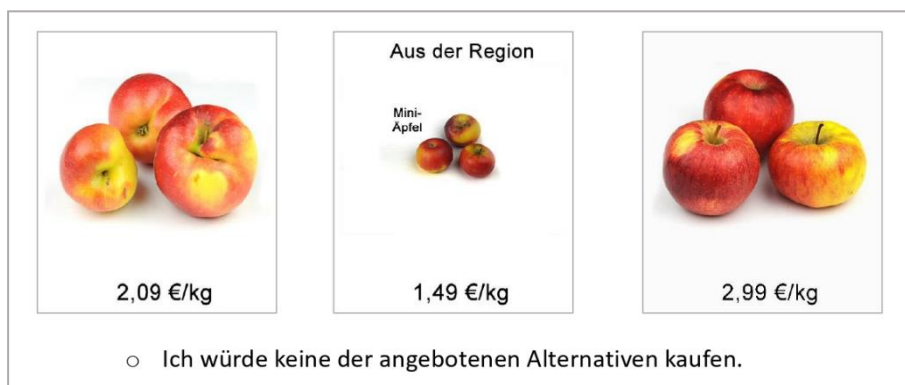 Aus der Region
Mini-
Äpfel
2,09 €/kg
1,49 €/kg
2,99 €/kg
○ Ich würde keine der angebotenen Alternativen kaufen.